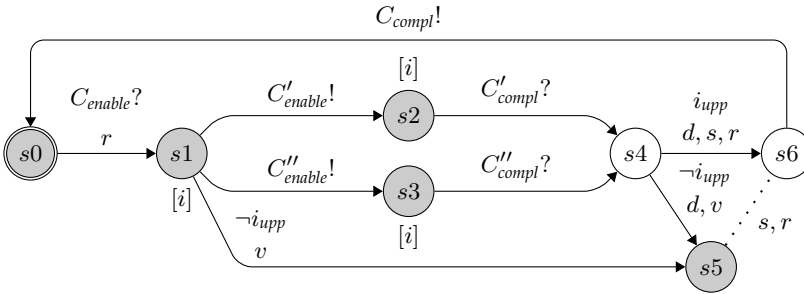 C_compl!
[i]
C_enable?
C'_enable!
C'_compl?
i_upp
r
s2
d, s, r
s0
s1
C''_enable!
C''_compl?
s4
s6
[i]
s3
¬i_upp
d, v
¬i_upp
v
[i]
s, r
s5